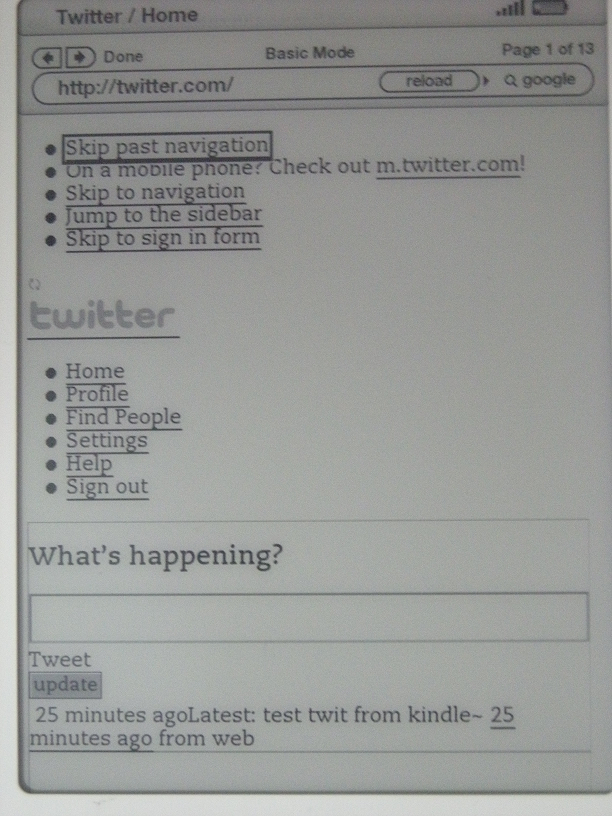 Twitter / Home
Done Basic Mode Page 1 of 13
http://twitter.com/ reload google
Skip past navigation
On a mobile phone? Check out m.twitter.com!
Skip to navigation
Jump to the sidebar
Skip to sign in form
twitter
Home
Profile
Find People
Settings
Help
Sign out
What's happening?
Tweet
update
25 minutes agoLatest: test twit from kindle~ 25
minutes ago from web